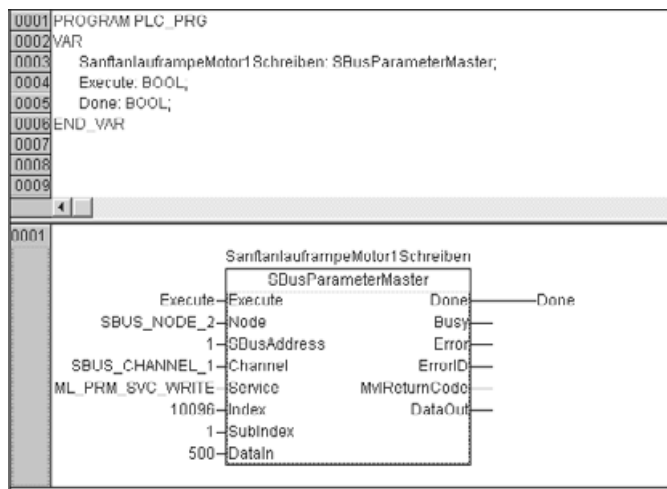 0001 PROGRAM PLC_PRG
0002 VAR
0003 SanftanlauframpeMotor1Schreiben: SBusParameterMaster;
0004 Execute: BOOL;
0005 Done: BOOL;
0006 END_VAR
0007
0008
0009
0001
SanftanlauframpeMotor1Schreiben
SBusParameterMaster
Execute Execute Done Done
SBUS_NODE_2 Node Busy
1 SBusAddress Error
SBUS_CHANNEL_1 Channel ErrorID
ML_PRM_SVC_WRITE Service MviReturnCode
10096 Index DataOut
1 SubIndex
500 DataIn